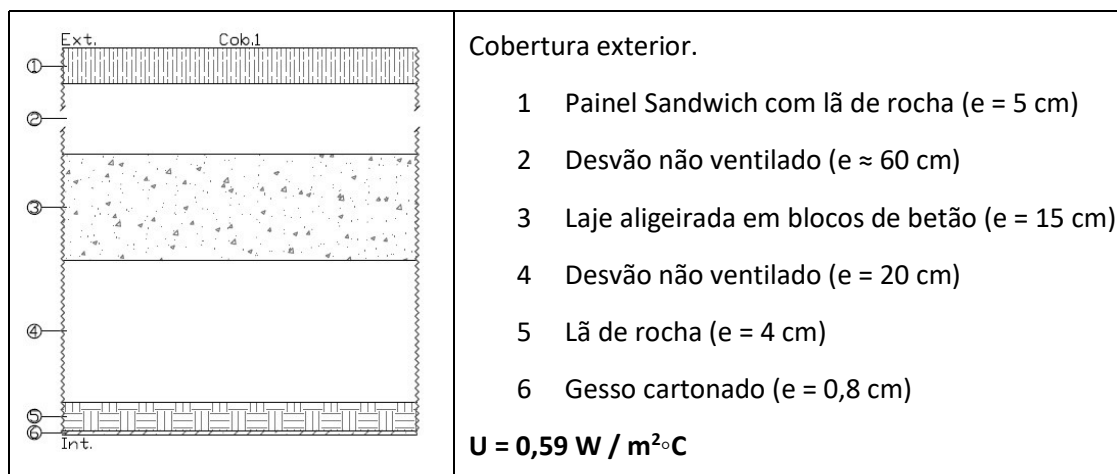 Ext. Cob.1
①
②
③
④
⑤
⑥
Int.
Cobertura exterior.
1 Painel Sandwich com lã de rocha (e = 5 cm)
2 Desvão não ventilado (e ≈ 60 cm)
3 Laje aligeirada em blocos de betão (e = 15 cm)
4 Desvão não ventilado (e = 20 cm)
5 Lã de rocha (e = 4 cm)
6 Gesso cartonado (e = 0,8 cm)
U = 0,59 W / m²◦C